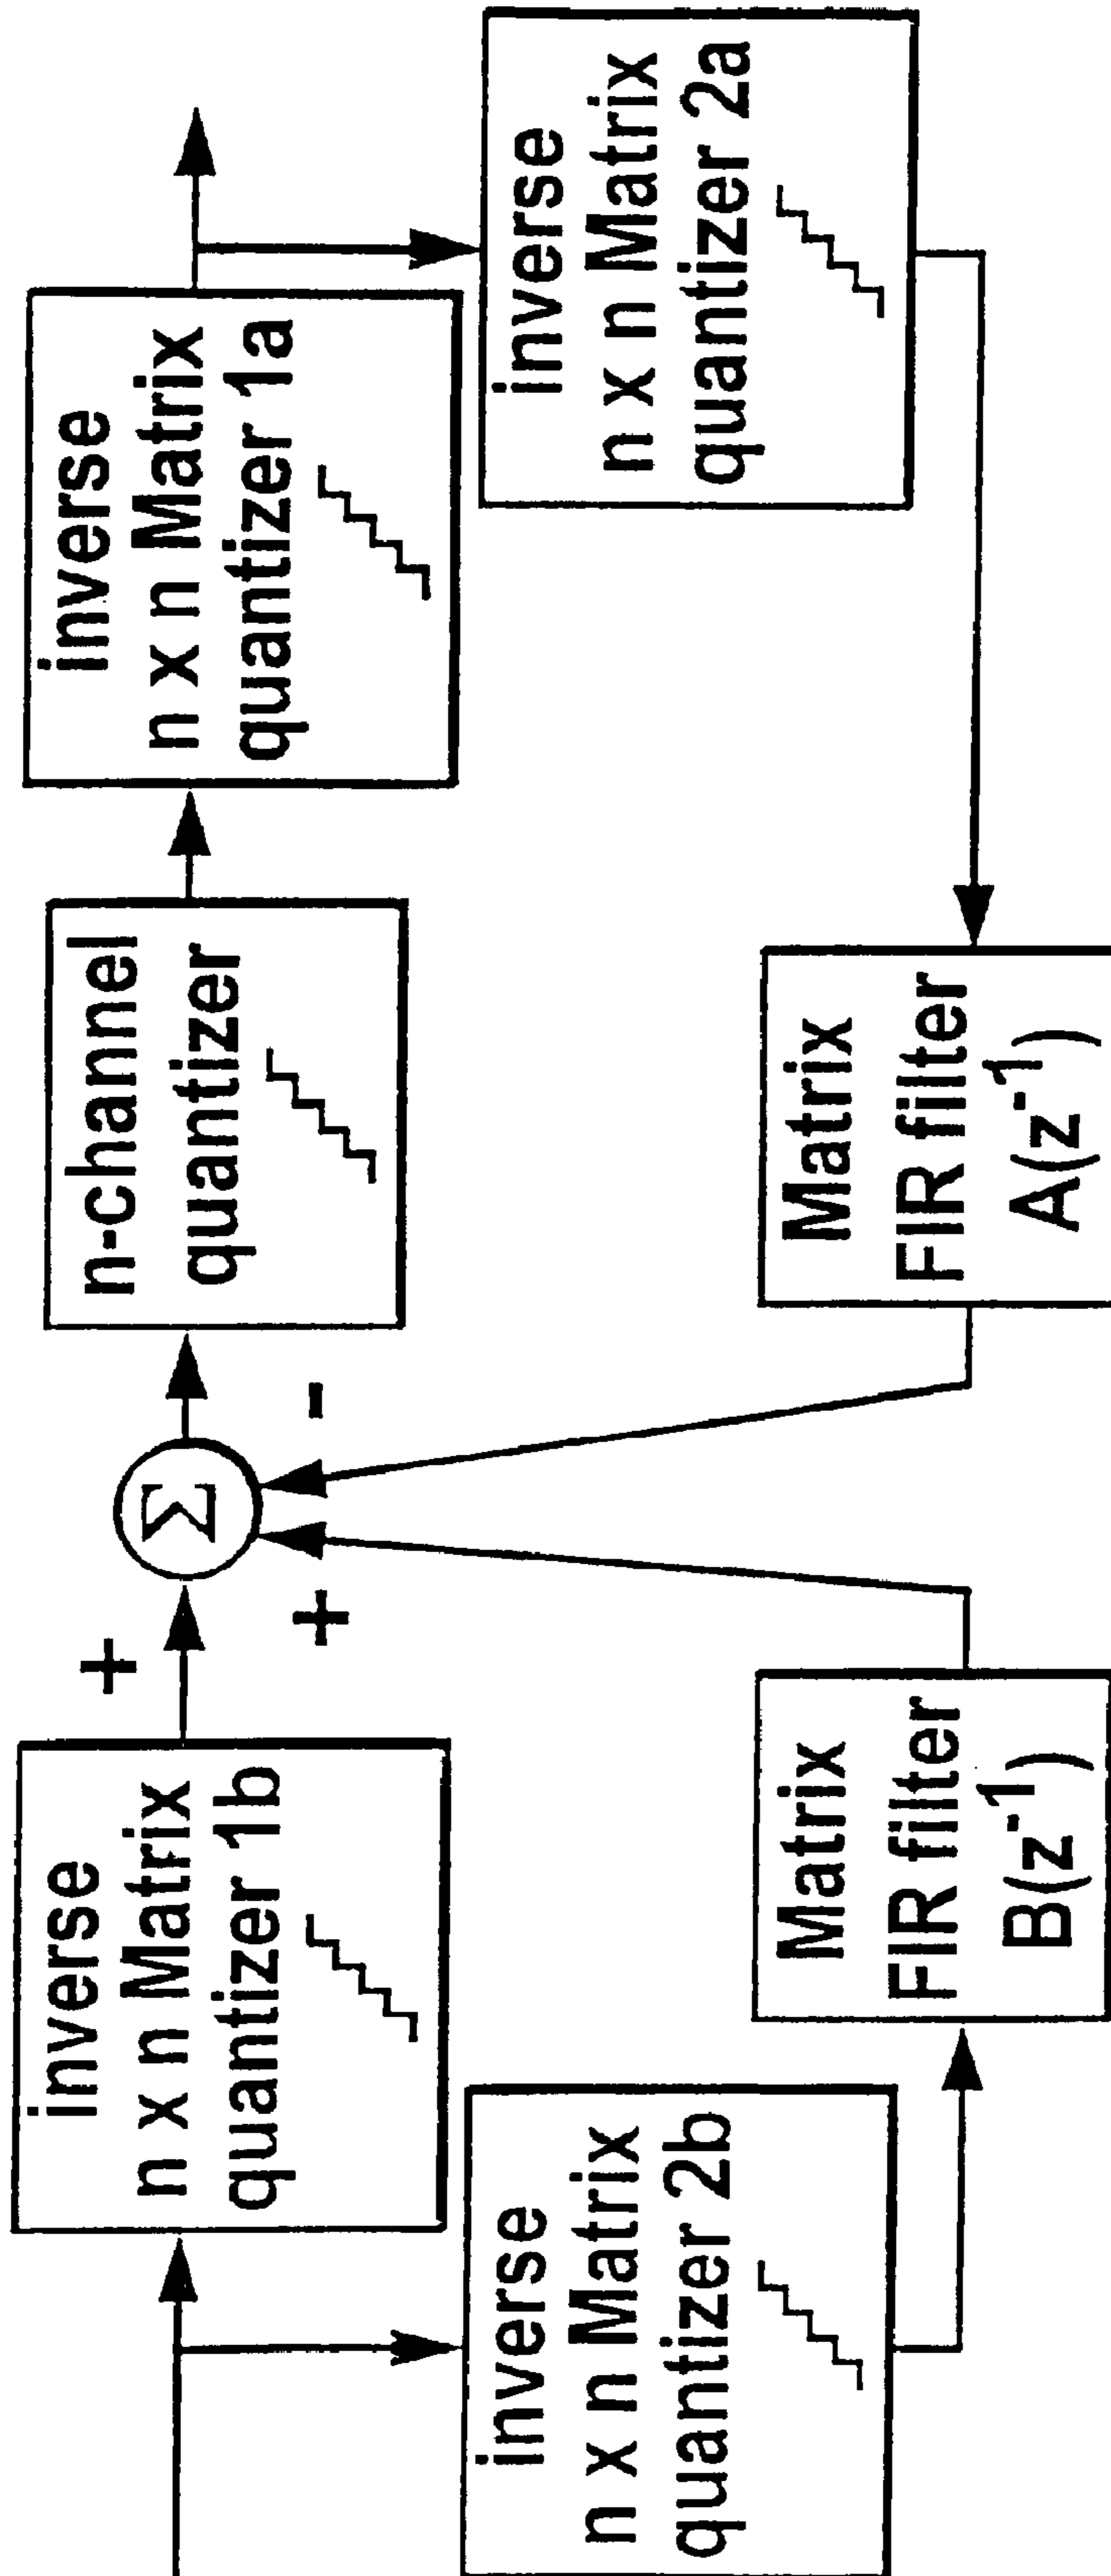 inverse
n x n Matrix
quantizer 1b
+
Σ
+
-
n-channel
quantizer
inverse
n x n Matrix
quantizer 1a
inverse
n x n Matrix
quantizer 2b
Matrix
FIR filter
B(z⁻¹)
Matrix
FIR filter
A(z⁻¹)
inverse
n x n Matrix
quantizer 2a